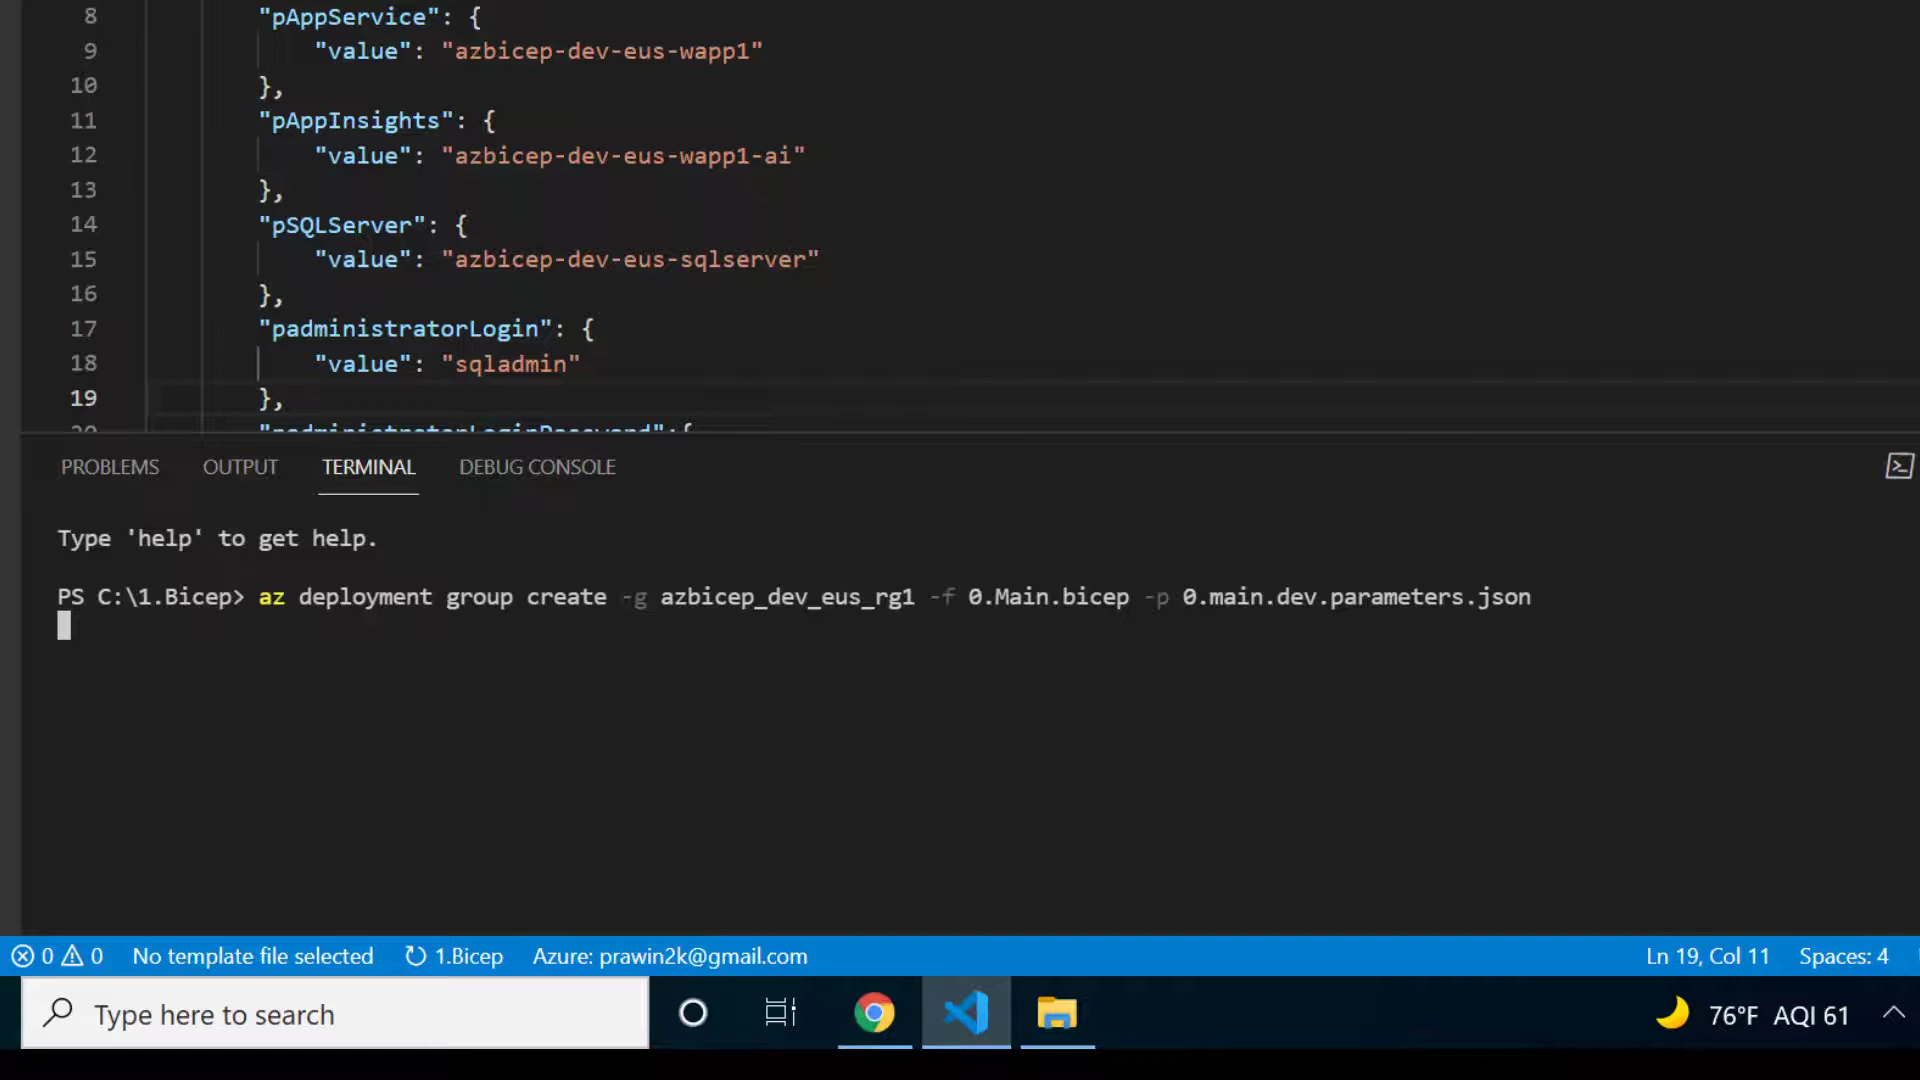 8 "pAppService": {
9 "value": "azbicep-dev-eus-wapp1"
10 },
11 "pAppInsights": {
12 "value": "azbicep-dev-eus-wapp1-ai"
13 },
14 "pSQLServer": {
15 "value": "azbicep-dev-eus-sqlserver"
16 },
17 "padministratorLogin": {
18 "value": "sqladmin"
19 },
20 "padministratorLoginPassword":{
PROBLEMS OUTPUT TERMINAL DEBUG CONSOLE
Type 'help' to get help.
PS C:\1.Bicep> az deployment group create -g azbicep_dev_eus_rg1 -f 0.Main.bicep -p 0.main.dev.parameters.json
0 0 No template file selected 1.Bicep Azure: prawin2k@gmail.com Ln 19, Col 11 Spaces: 4
Type here to search 76°F AQI 61